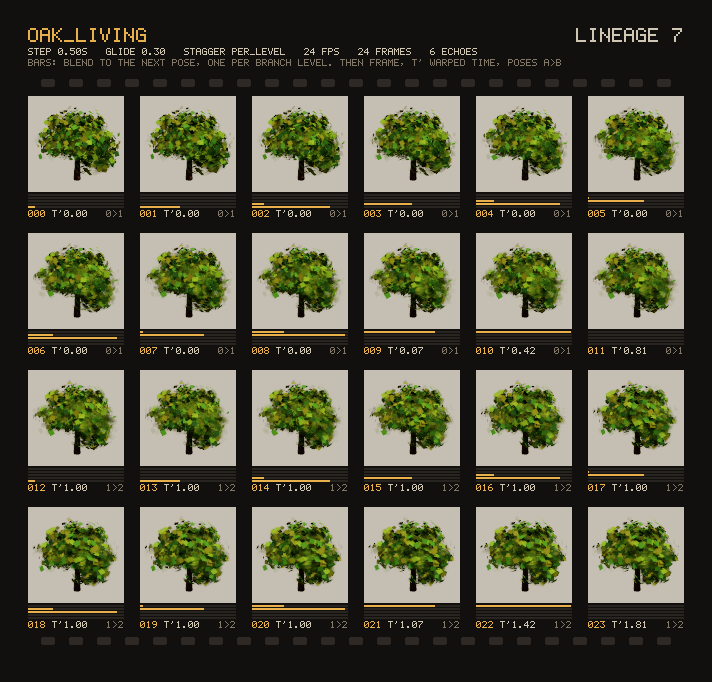 OAK_LIVING
LINEAGE 7
STEP 0.50S GLIDE 0.30 STAGGER PER_LEVEL 24 FPS 24 FRAMES 6 ECHOES
BARS: BLEND TO THE NEXT POSE, ONE PER BRANCH LEVEL. THEN FRAME, T' WARPED TIME, POSES A>B
000 T'0.00 0>1
001 T'0.00 0>1
002 T'0.00 0>1
003 T'0.00 0>1
004 T'0.00 0>1
005 T'0.00 0>1
006 T'0.00 0>1
007 T'0.00 0>1
008 T'0.00 0>1
009 T'0.07 0>1
010 T'0.42 0>1
011 T'0.81 0>1
012 T'1.00 1>2
013 T'1.00 1>2
014 T'1.00 1>2
015 T'1.00 1>2
016 T'1.00 1>2
017 T'1.00 1>2
018 T'1.00 1>2
019 T'1.00 1>2
020 T'1.00 1>2
021 T'1.07 1>2
022 T'1.42 1>2
023 T'1.81 1>2